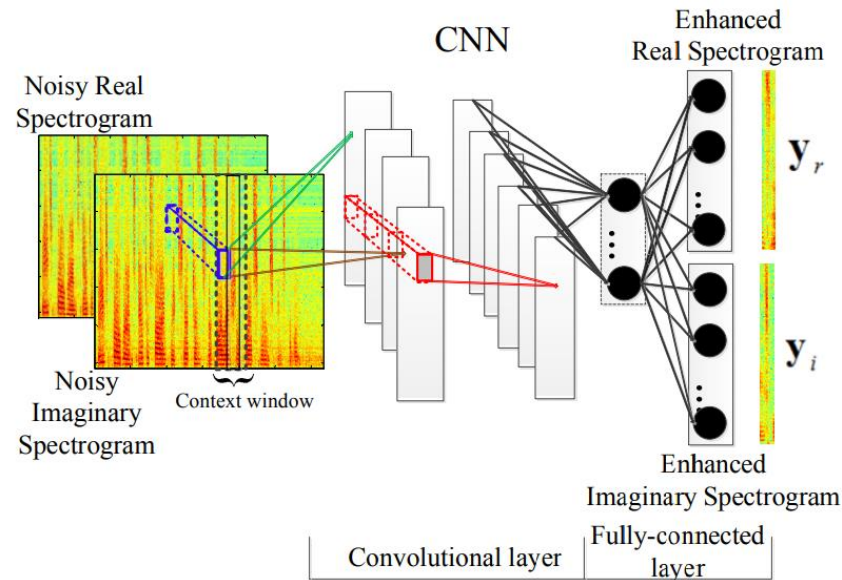 CNN
Noisy Real
Spectrogram
Noisy
Imaginary
Spectrogram
Context window
Enhanced
Real Spectrogram
y_r
y_i
Enhanced
Imaginary Spectrogram
Convolutional layer
Fully-connected
layer